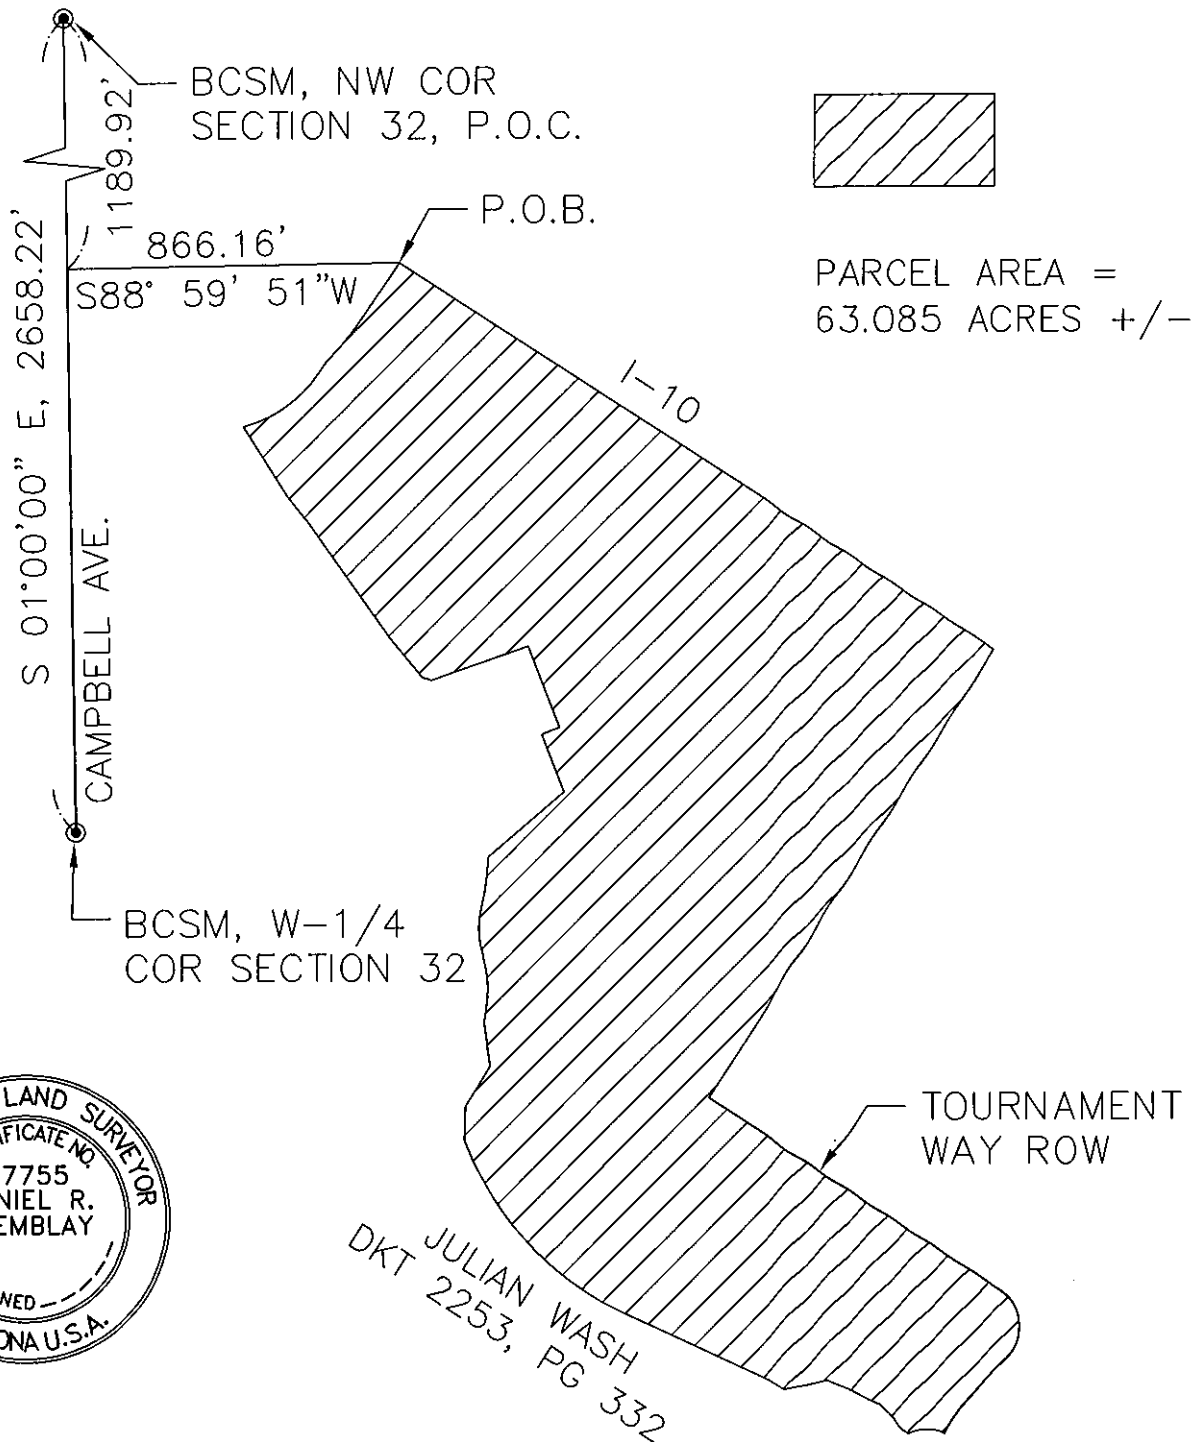 BCSM, NW COR
SECTION 32, P.O.C.
1189.92'
P.O.B.
866.16'
S88° 59' 51"W
S 01°00'00" E, 2658.22'
CAMPBELL AVE.
PARCEL AREA =
63.085 ACRES +/-
I-10
BCSM, W-1/4
COR SECTION 32
TOURNAMENT
WAY ROW
JULIAN WASH
DKT 2253, PG 332
LAND SURVEYOR
IFICATE NO.
7755
NIEL R.
EMBLAY
NED
ONA U.S.A.